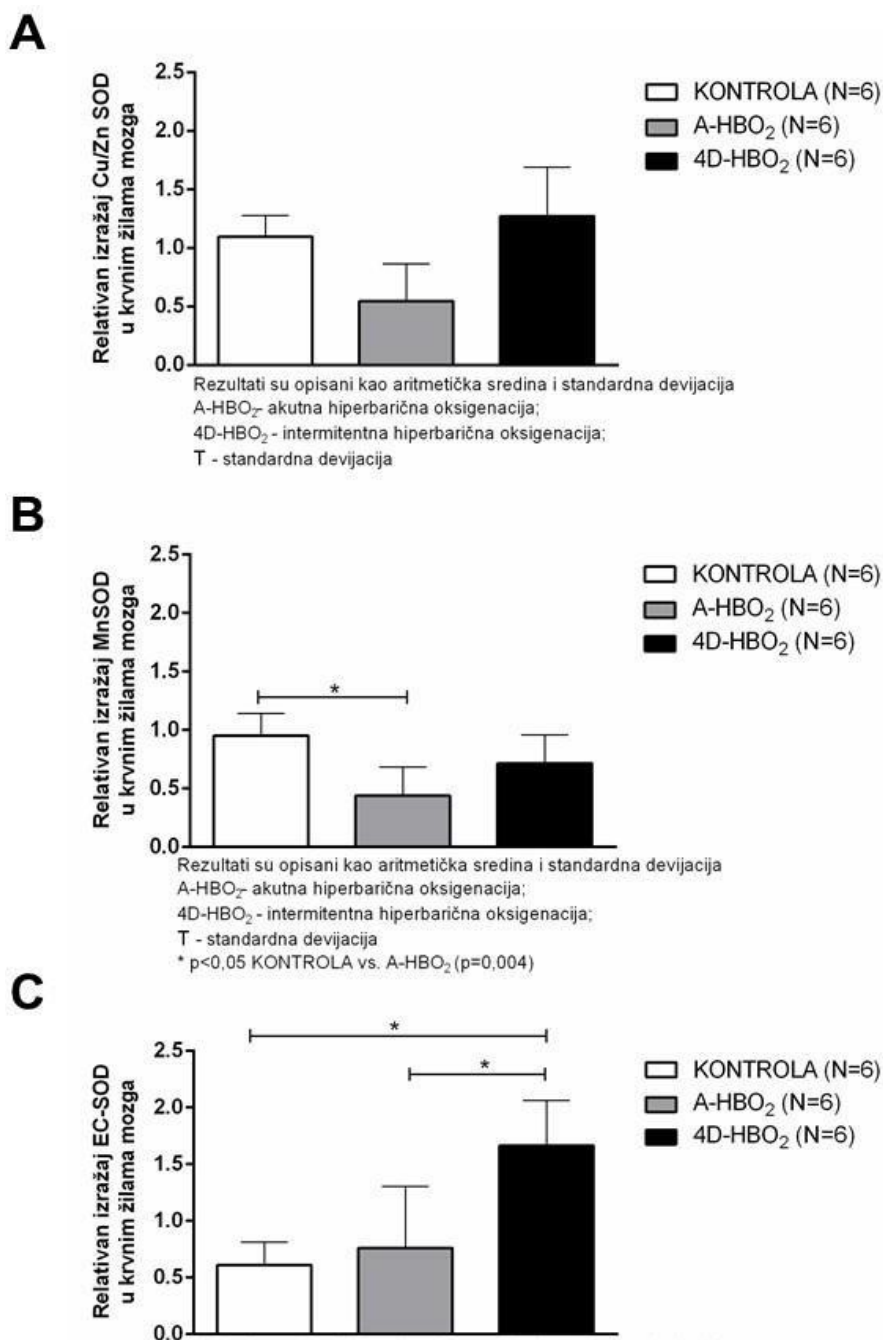 A
Relativan izražaj Cu/Zn SOD
u krvnim žilama mozga
2.5
2.0
1.5
1.0
0.5
0.0
KONTROLA (N=6)
A-HBO₂ (N=6)
4D-HBO₂ (N=6)
Rezultati su opisani kao aritmetička sredina i standardna devijacija
A-HBO₂- akutna hiperbarična oksigenacija;
4D-HBO₂ - intermitentna hiperbarična oksigenacija;
T - standardna devijacija
B
Relativan izražaj MnSOD
u krvnim žilama mozga
2.5
2.0
1.5
1.0
0.5
0.0
*
KONTROLA (N=6)
A-HBO₂ (N=6)
4D-HBO₂ (N=6)
Rezultati su opisani kao aritmetička sredina i standardna devijacija
A-HBO₂- akutna hiperbarična oksigenacija;
4D-HBO₂ - intermitentna hiperbarična oksigenacija;
T - standardna devijacija
* p<0,05 KONTROLA vs. A-HBO₂ (p=0,004)
C
Relativan izražaj EC-SOD
u krvnim žilama mozga
2.5
2.0
1.5
1.0
0.5
0.0
*
*
KONTROLA (N=6)
A-HBO₂ (N=6)
4D-HBO₂ (N=6)